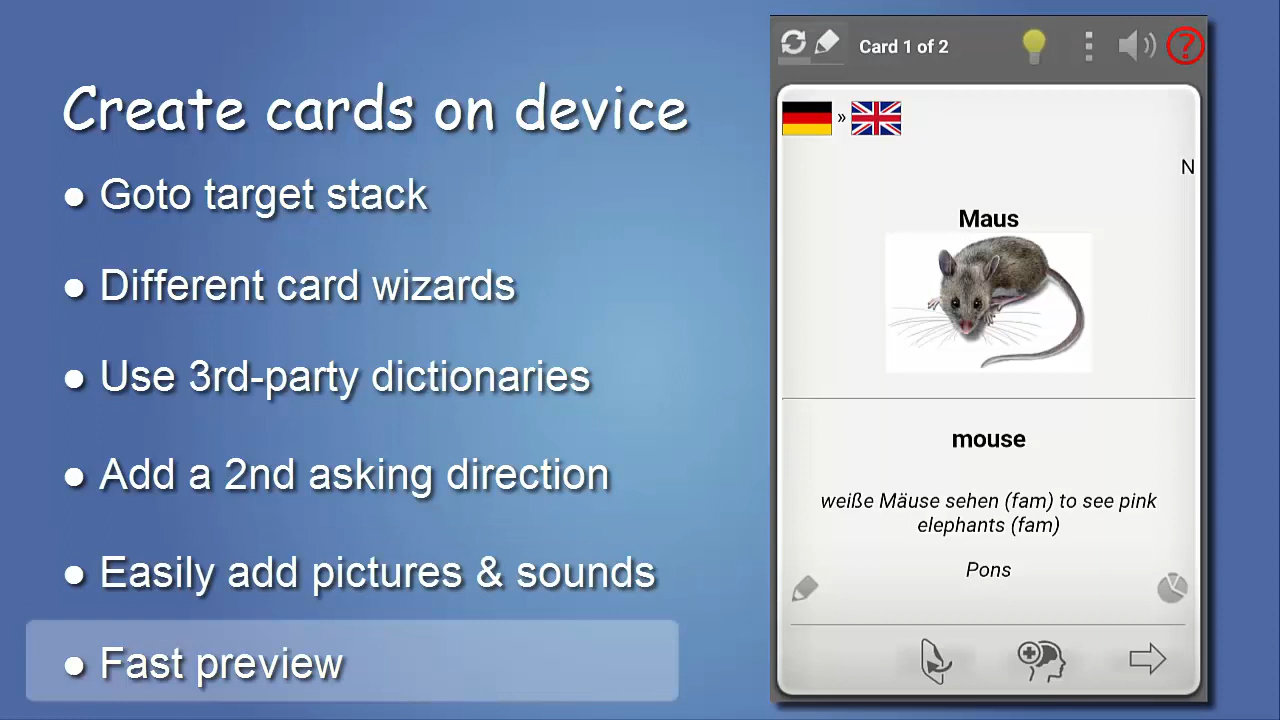 Create cards on device
● Goto target stack
● Different card wizards
● Use 3rd-party dictionaries
● Add a 2nd asking direction
● Easily add pictures & sounds
● Fast preview
Card 1 of 2
?
»
N
Maus
mouse
weiße Mäuse sehen (fam) to see pink
elephants (fam)
Pons